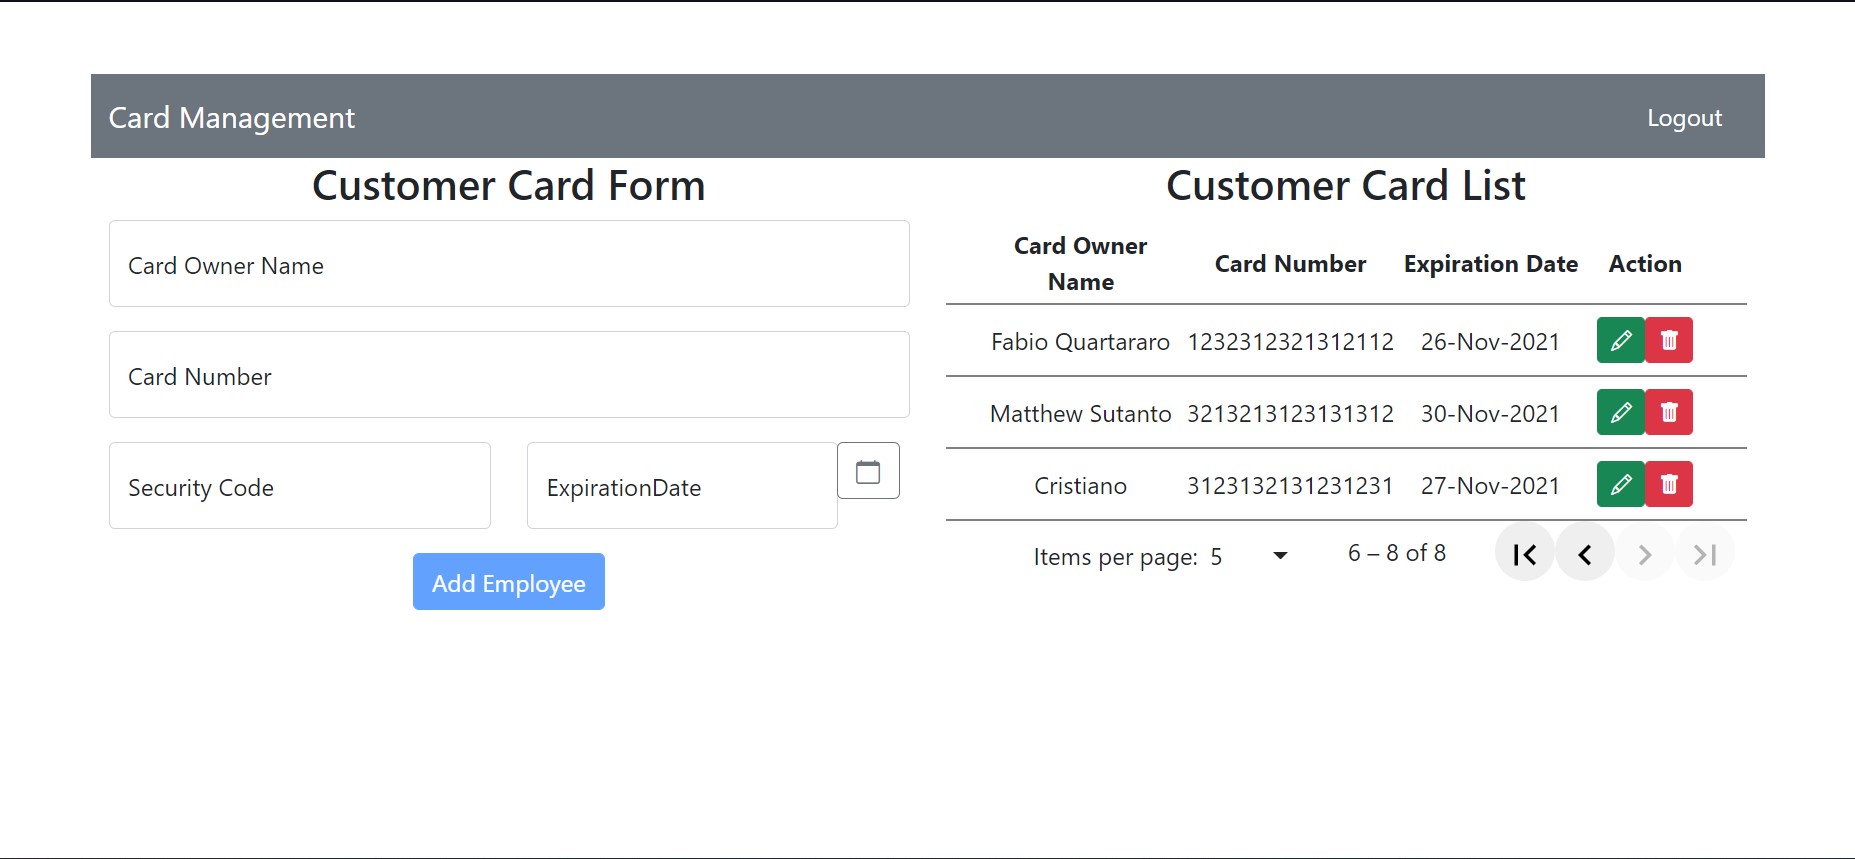 Card Management
Logout
Customer Card Form
Card Owner Name
Card Number
Security Code
ExpirationDate
Add Employee
Customer Card List
Card Owner
Name
Card Number
Expiration Date
Action
Fabio Quartararo 1232312321312112 26-Nov-2021
Matthew Sutanto 3213213123131312 30-Nov-2021
Cristiano 3123132131231231 27-Nov-2021
Items per page: 5
6 – 8 of 8